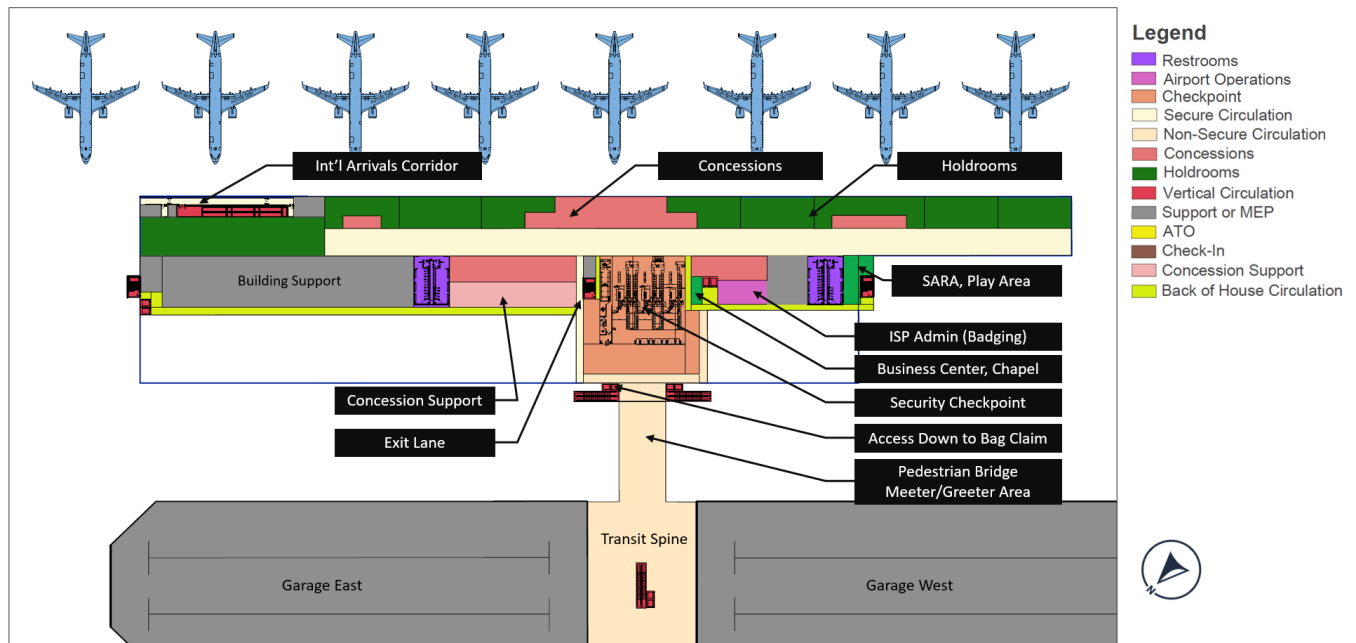 Legend
Restrooms
Airport Operations
Checkpoint
Secure Circulation
Non-Secure Circulation
Concessions
Holdrooms
Vertical Circulation
Support or MEP
ATO
Check-In
Concession Support
Back of House Circulation
Int'l Arrivals Corridor
Concessions
Holdrooms
Building Support
SARA, Play Area
ISP Admin (Badging)
Business Center, Chapel
Concession Support
Security Checkpoint
Exit Lane
Access Down to Bag Claim
Pedestrian Bridge
Meeter/Greeter Area
Transit Spine
Garage East
Garage West
N